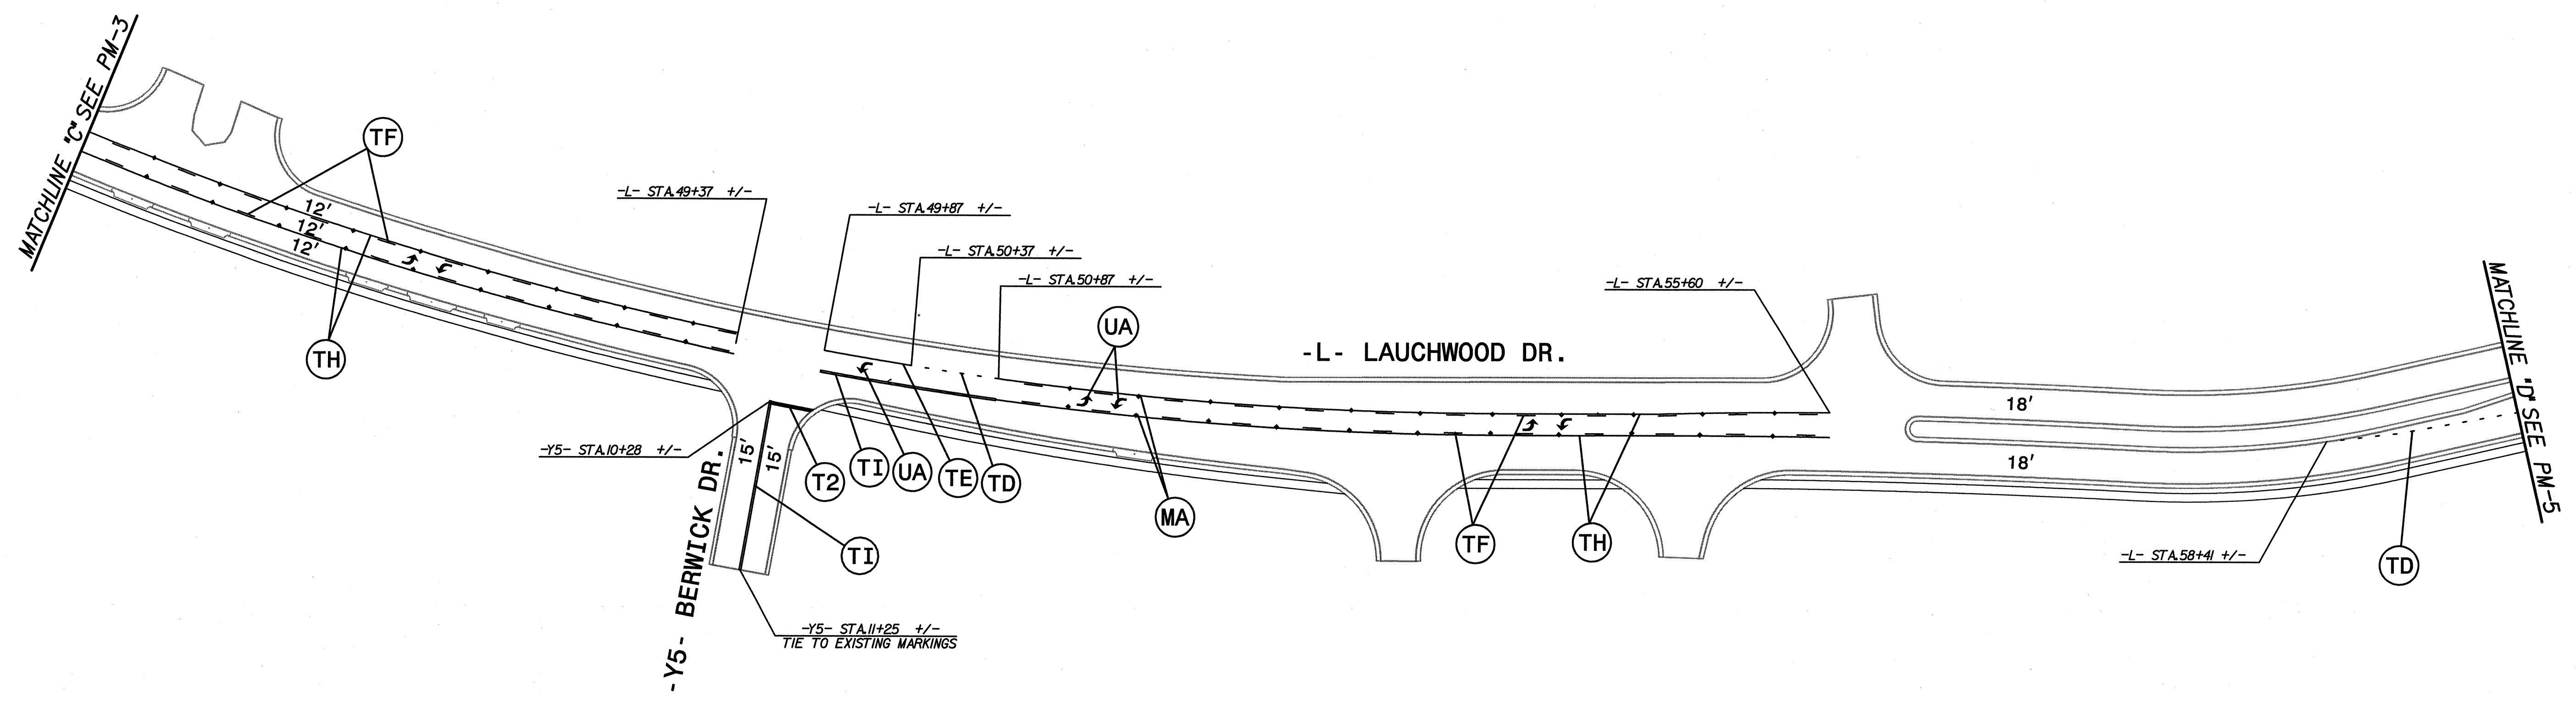 MATCHLINE "C" SEE PM-3
TF
12'
12'
12'
TH
-L- STA.49+37 +/-
-L- STA.49+87 +/-
-L- STA.50+37 +/-
-L- STA.50+87 +/-
UA
-L- LAUCHWOOD DR.
-L- STA.55+60 +/-
MATCHLINE "D" SEE PM-5
18'
18'
-Y5- STA.10+28 +/-
15'
15'
T2
TI
UA
TE
TD
MA
TF
TH
TI
-L- STA.58+41 +/-
TD
-Y5- BERWICK DR.
-Y5- STA.11+25 +/-
TIE TO EXISTING MARKINGS